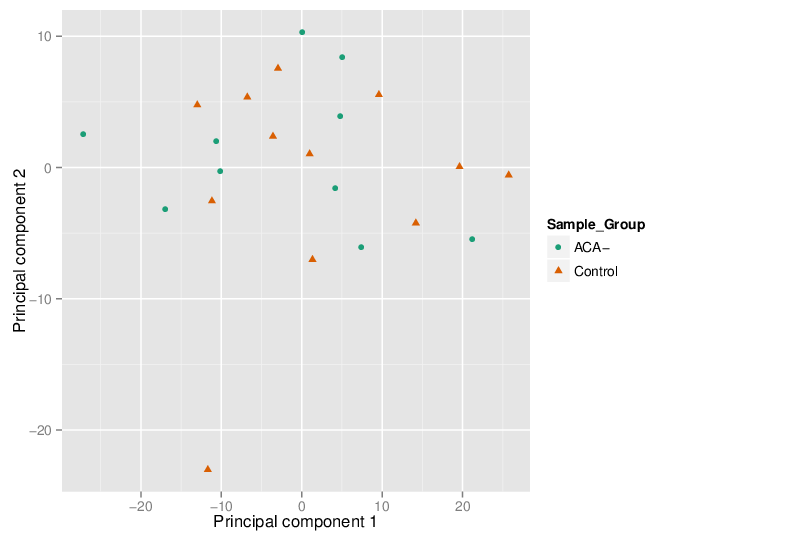 10
0
−10
−20
Principal component 2
−20 −10 0 10 20
Principal component 1
Sample_Group
ACA−
Control